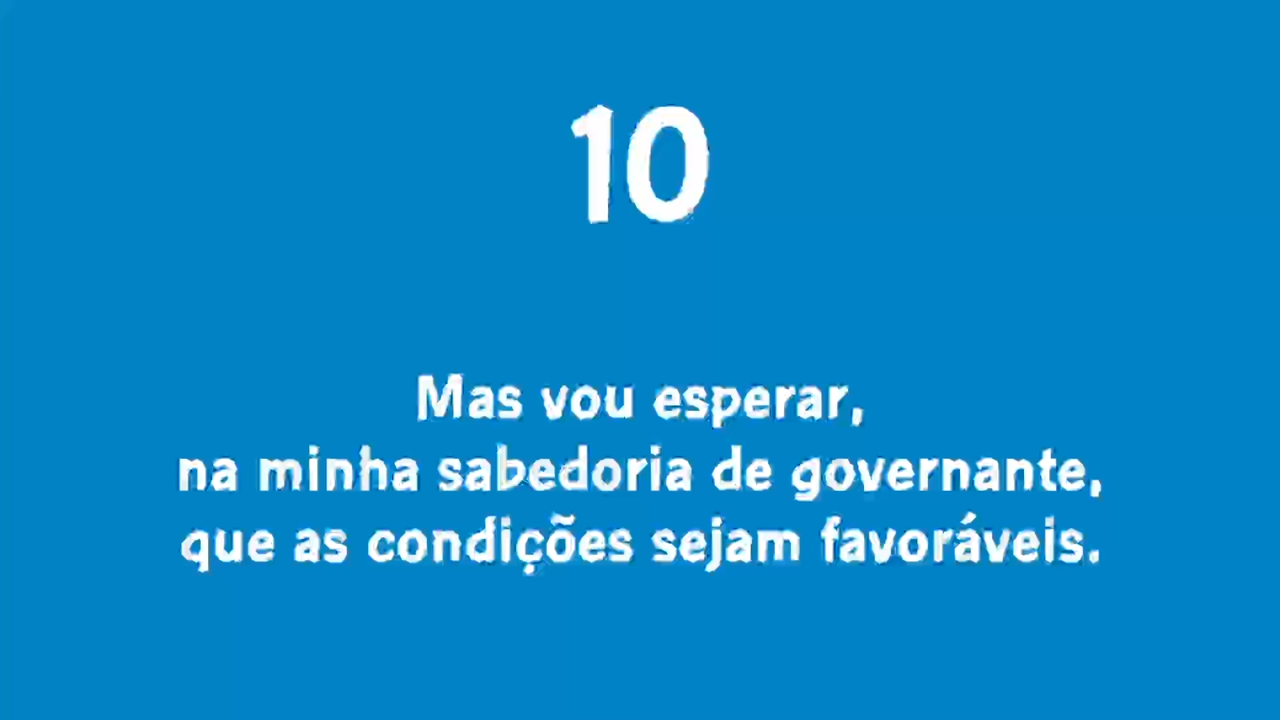 10
Mas vou esperar,
na minha sabedoria de governante,
que as condições sejam favoráveis.